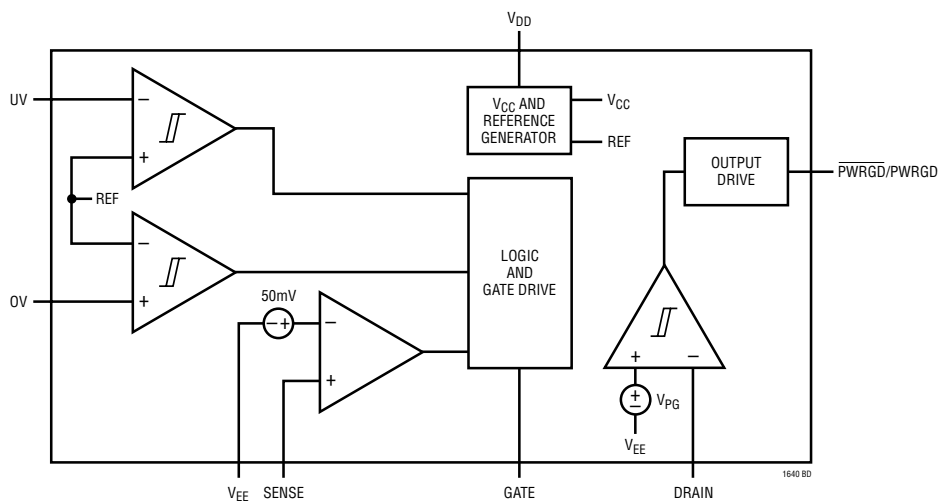 VDD
UV
−
+
REF
VCC AND
REFERENCE
GENERATOR
VCC
REF
OUTPUT
DRIVE
PWRGD/PWRGD
−
+
OV
LOGIC
AND
GATE DRIVE
50mV
− +
−
+
+
−
+
−
VPG
VEE
1640 BD
VEE
SENSE
GATE
DRAIN